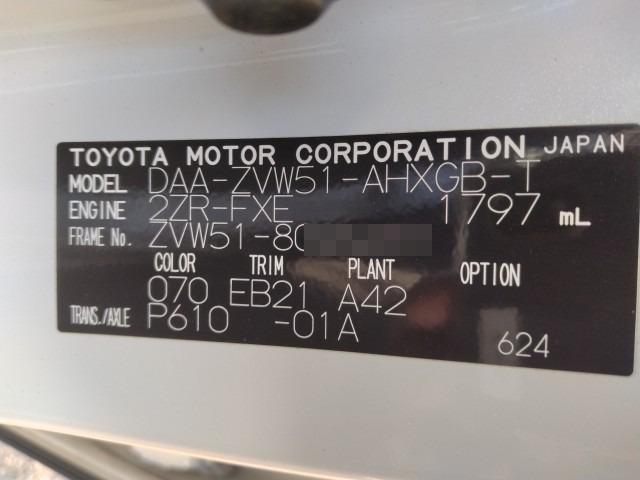 TOYOTA MOTOR CORPORATION JAPAN
MODEL DAA-ZVW51-AHXGB-T
ENGINE 2ZR-FXE 1797 mL
FRAME No. ZVW51-80
COLOR TRIM PLANT OPTION
070 EB21 A42
TRANS./AXLE P610 -01A
624